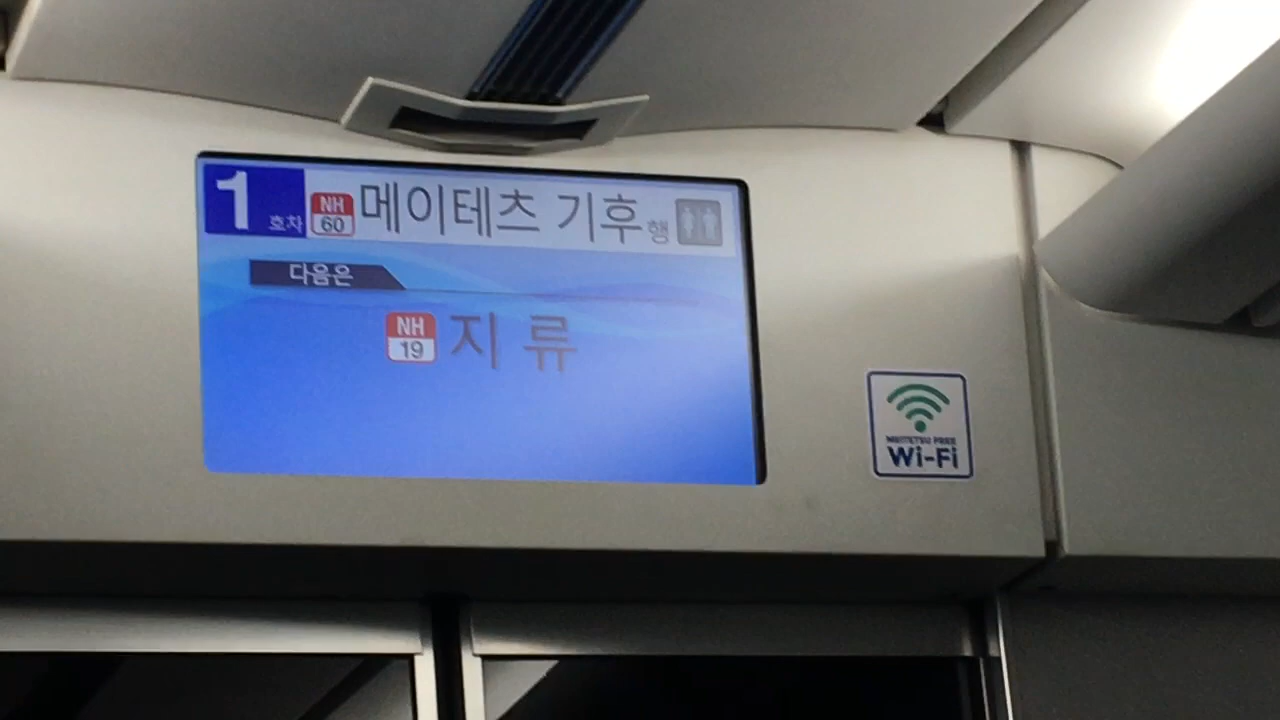 1 호차 NH 60 메이테츠 기후 행
다음은
NH 19 지 류
MEITETSU FREE
Wi-Fi